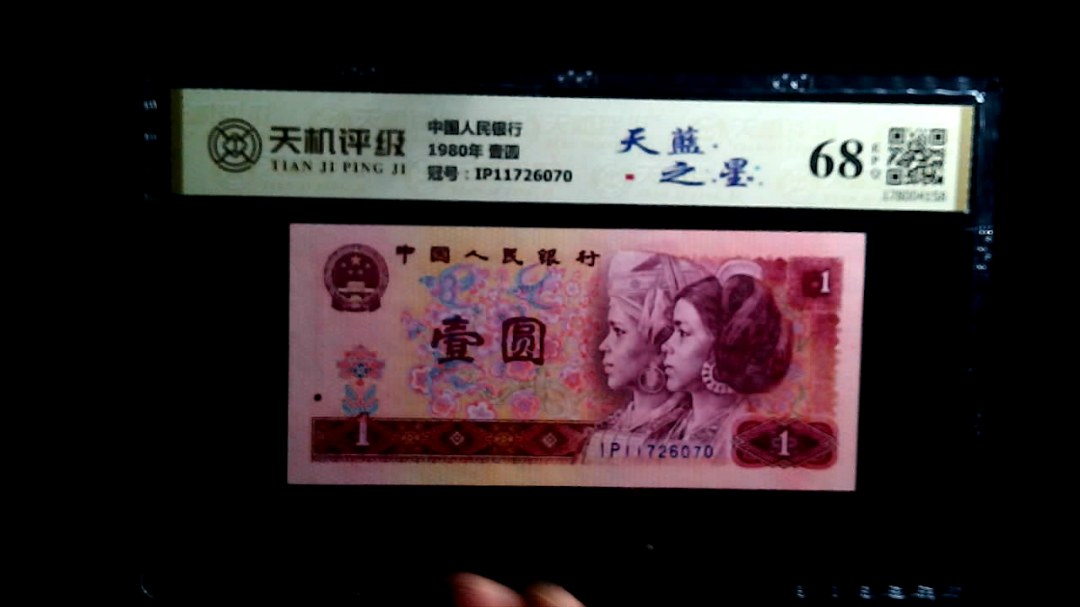 天机评级
TIAN JI PING JI
中国人民银行
1980年 壹圆
冠号：IP11726070
天藍
之星
68
EPQ
中国人民银行
1
壹圆
1
1
IP11726070